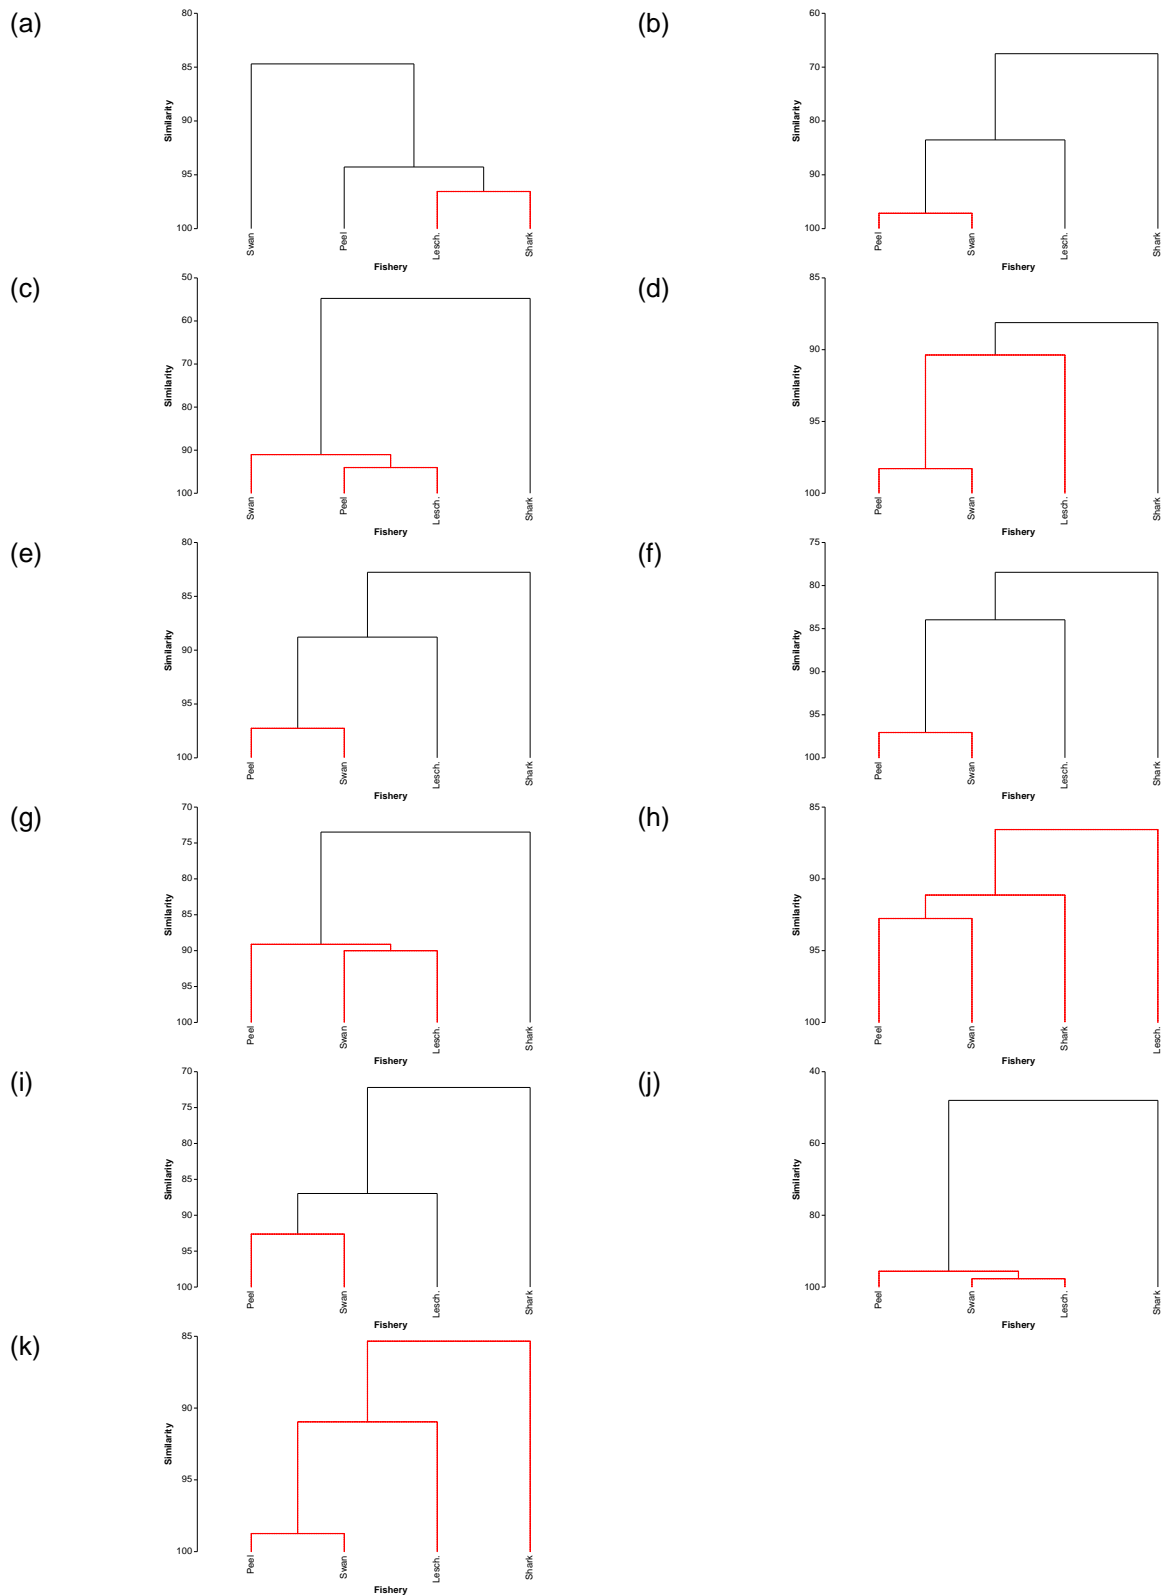 (a)
80
85
90
95
100
Similarity
Swan
Peel
Lesch.
Shark
Fishery
(b)
60
70
80
90
100
Similarity
Peel
Swan
Lesch.
Shark
Fishery
(c)
50
60
70
80
90
100
Similarity
Swan
Peel
Lesch.
Shark
Fishery
(d)
85
90
95
100
Similarity
Peel
Swan
Lesch.
Shark
Fishery
(e)
80
85
90
95
100
Similarity
Peel
Swan
Lesch.
Shark
Fishery
(f)
75
80
85
90
95
100
Similarity
Peel
Swan
Lesch.
Shark
Fishery
(g)
70
75
80
85
90
95
100
Similarity
Peel
Swan
Lesch.
Shark
Fishery
(h)
85
90
95
100
Similarity
Peel
Swan
Shark
Lesch.
Fishery
(i)
70
75
80
85
90
95
100
Similarity
Peel
Swan
Lesch.
Shark
Fishery
(j)
40
60
80
100
Similarity
Peel
Swan
Lesch.
Shark
Fishery
(k)
85
90
95
100
Similarity
Peel
Swan
Lesch.
Shark
Fishery